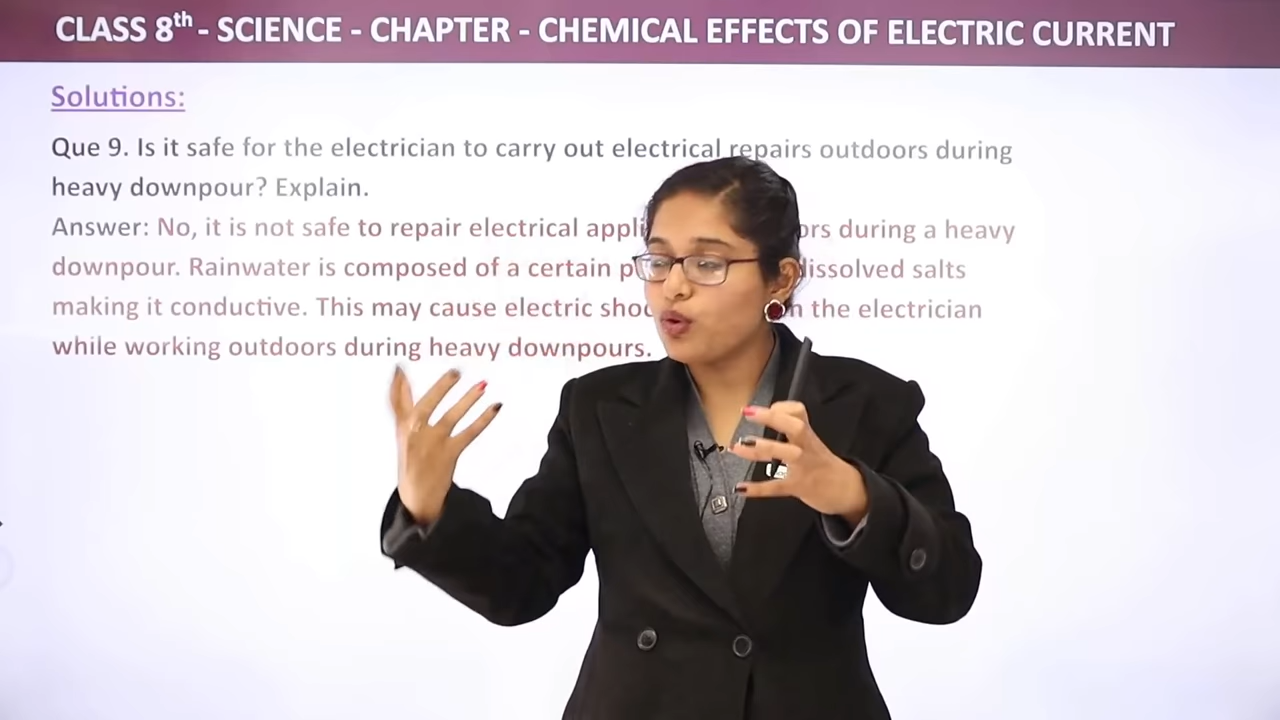 CLASS 8th - SCIENCE - CHAPTER - CHEMICAL EFFECTS OF ELECTRIC CURRENT
Solutions:
Que 9. Is it safe for the electrician to carry out electrical repairs outdoors during
heavy downpour? Explain.
Answer: No, it is not safe to repair electrical appli ors during a heavy
downpour. Rainwater is composed of a certain p dissolved salts
making it conductive. This may cause electric shoc n the electrician
while working outdoors during heavy downpours.